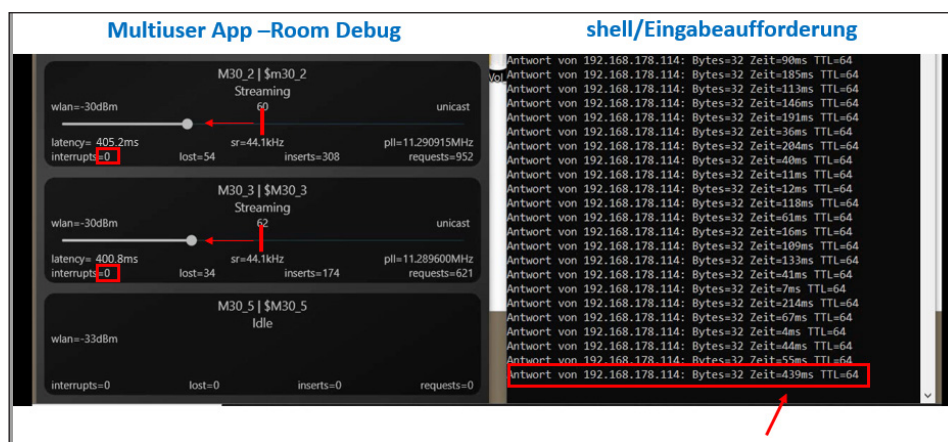 Multiuser App –Room Debug
M30_2 | $m30_2
Streaming
wlan=-30dBm 60 unicast
latency= 405.2ms sr=44.1kHz pll=11.290915MHz
interrupts=0 lost=54 inserts=308 requests=952
M30_3 | $M30_3
Streaming
wlan=-30dBm 62 unicast
latency= 400.8ms sr=44.1kHz pll=11.289600MHz
interrupts=0 lost=34 inserts=174 requests=621
M30_5 | $M30_5
Idle
wlan=-33dBm
interrupts=0 lost=0 inserts=0 requests=0
Vol
shell/Eingabeaufforderung
Antwort von 192.168.178.114: Bytes=32 Zeit=90ms TTL=64
Antwort von 192.168.178.114: Bytes=32 Zeit=185ms TTL=64
Antwort von 192.168.178.114: Bytes=32 Zeit=113ms TTL=64
Antwort von 192.168.178.114: Bytes=32 Zeit=146ms TTL=64
Antwort von 192.168.178.114: Bytes=32 Zeit=191ms TTL=64
Antwort von 192.168.178.114: Bytes=32 Zeit=36ms TTL=64
Antwort von 192.168.178.114: Bytes=32 Zeit=204ms TTL=64
Antwort von 192.168.178.114: Bytes=32 Zeit=40ms TTL=64
Antwort von 192.168.178.114: Bytes=32 Zeit=11ms TTL=64
Antwort von 192.168.178.114: Bytes=32 Zeit=12ms TTL=64
Antwort von 192.168.178.114: Bytes=32 Zeit=118ms TTL=64
Antwort von 192.168.178.114: Bytes=32 Zeit=61ms TTL=64
Antwort von 192.168.178.114: Bytes=32 Zeit=16ms TTL=64
Antwort von 192.168.178.114: Bytes=32 Zeit=109ms TTL=64
Antwort von 192.168.178.114: Bytes=32 Zeit=133ms TTL=64
Antwort von 192.168.178.114: Bytes=32 Zeit=41ms TTL=64
Antwort von 192.168.178.114: Bytes=32 Zeit=7ms TTL=64
Antwort von 192.168.178.114: Bytes=32 Zeit=214ms TTL=64
Antwort von 192.168.178.114: Bytes=32 Zeit=67ms TTL=64
Antwort von 192.168.178.114: Bytes=32 Zeit=4ms TTL=64
Antwort von 192.168.178.114: Bytes=32 Zeit=44ms TTL=64
Antwort von 192.168.178.114: Bytes=32 Zeit=55ms TTL=64
Antwort von 192.168.178.114: Bytes=32 Zeit=439ms TTL=64